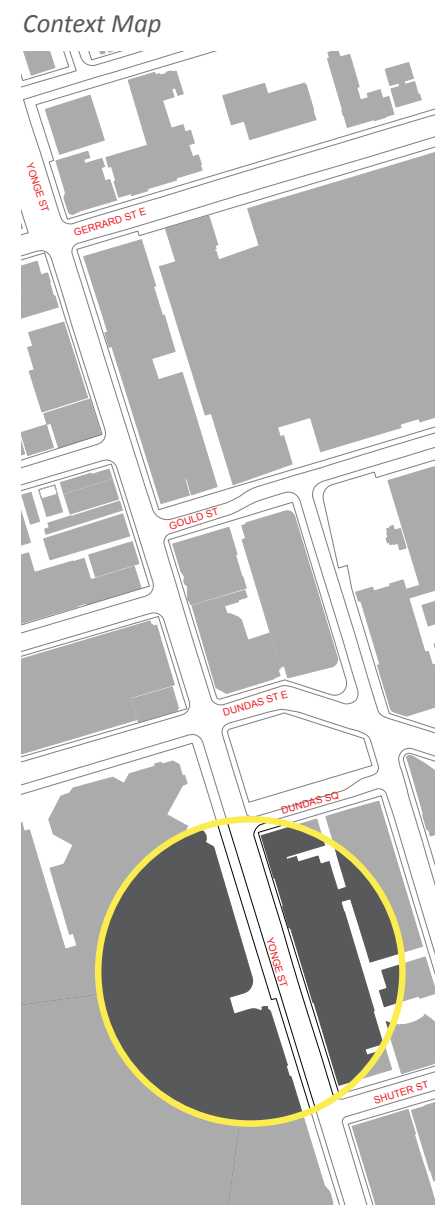 Context Map
YONGE ST
GERRARD ST E
GOULD ST
DUNDAS ST E
DUNDAS SQ
YONGE ST
SHUTER ST